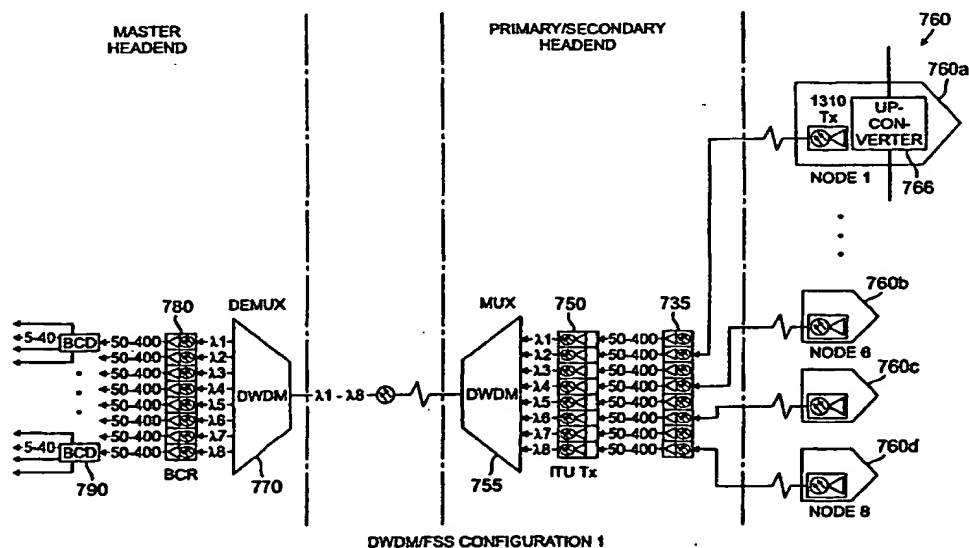 MASTER
HEADEND
PRIMARY/SECONDARY
HEADEND
760
760a
1310
Tx
UP-
CON-
VERTER
NODE 1
766
760b
NODE 6
760c
760d
NODE 8
780
DEMUX
MUX
750
735
5-40
BCD
50-400
λ1
50-400
λ2
50-400
λ3
50-400
λ4
50-400
λ5
50-400
λ6
50-400
λ7
5-40
BCD
50-400
λ8
DWDM
λ1 - λ8
DWDM
λ1
50-400
λ2
50-400
λ3
50-400
λ4
50-400
λ5
50-400
λ6
50-400
λ7
50-400
λ8
50-400
790
BCR
770
755
ITU Tx
DWDM/FSS CONFIGURATION 1